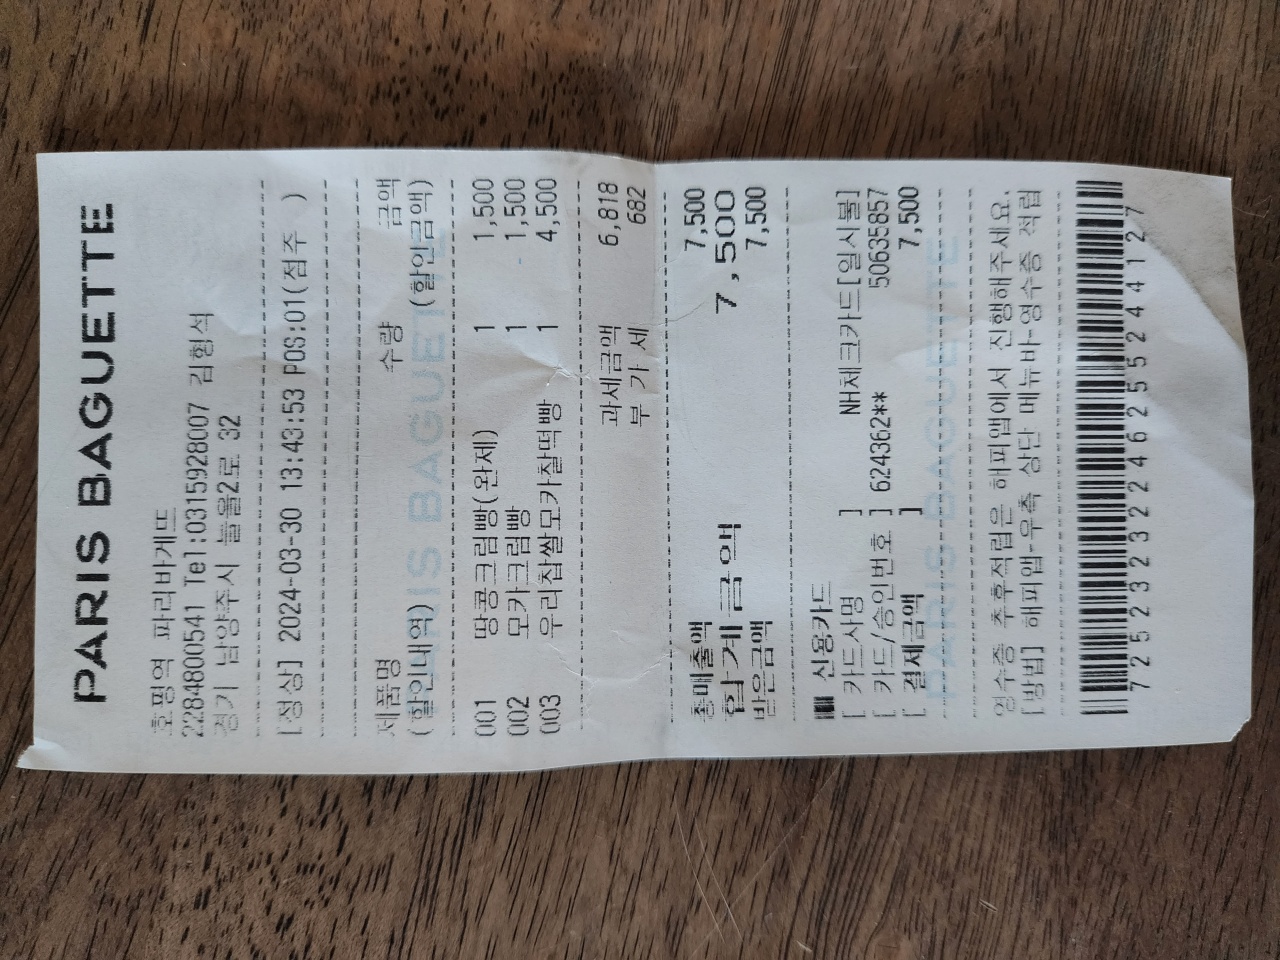 PARIS BAGUETTE
호평역 파리바게뜨
2284800541 Tel:0315928007 김형석
경기 남양주시 늘을2로 32
[정상] 2024-03-30 13:43:53 POS:01(점주 )
제품명 수량 금액
(할인내역) (할인금액)
001 땅콩크림빵(완제) 1 1,500
002 모카크림빵 1 1,500
003 우리찹쌀모카찰떡빵 1 4,500
과세금액 6,818
부 가 세 682
총매출액 7,500
합계금액 7,500
받은금액 7,500
신용카드
[ 카드사명 ] NH체크카드[일시불]
[ 카드/승인번호 ] 624362** 50635857
[ 결제금액 ] 7,500
영수증 추후적립은 해피앱에서 진행해주세요.
[방법] 해피앱-우측 상단 메뉴바-영수증 적립
725232322462555244127
PARIS BAGUETTE
PARIS BAGUETTE